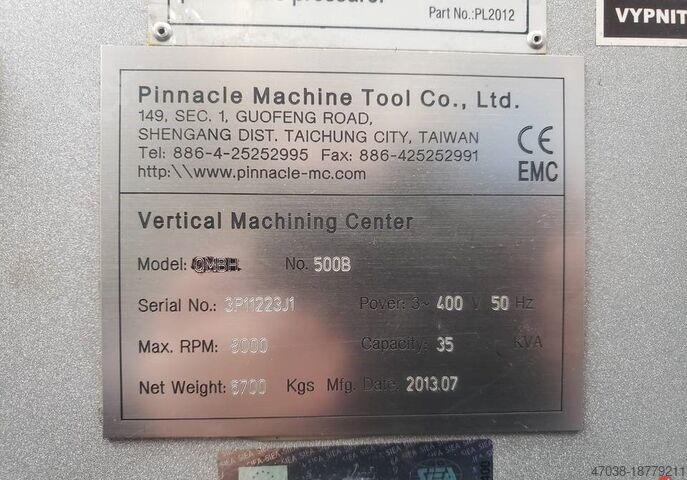 Part No.:PL2012
VYPNIT
Pinnacle Machine Tool Co., Ltd.
149, SEC. 1, GUOFENG ROAD,
SHENGANG DIST. TAICHUNG CITY, TAIWAN
Tel: 886-4-25252995 Fax: 886-425252991
http:\\www.pinnacle-mc.com
CE
EMC
Vertical Machining Center
Model: No. 500B
Serial No.: 3P11223J1 Power: 3~ 400 V 50 Hz
Max. RPM: Capacity: 35 KVA
Net Weight: Kgs Mfg. Date: 2013.07
47038-18779211